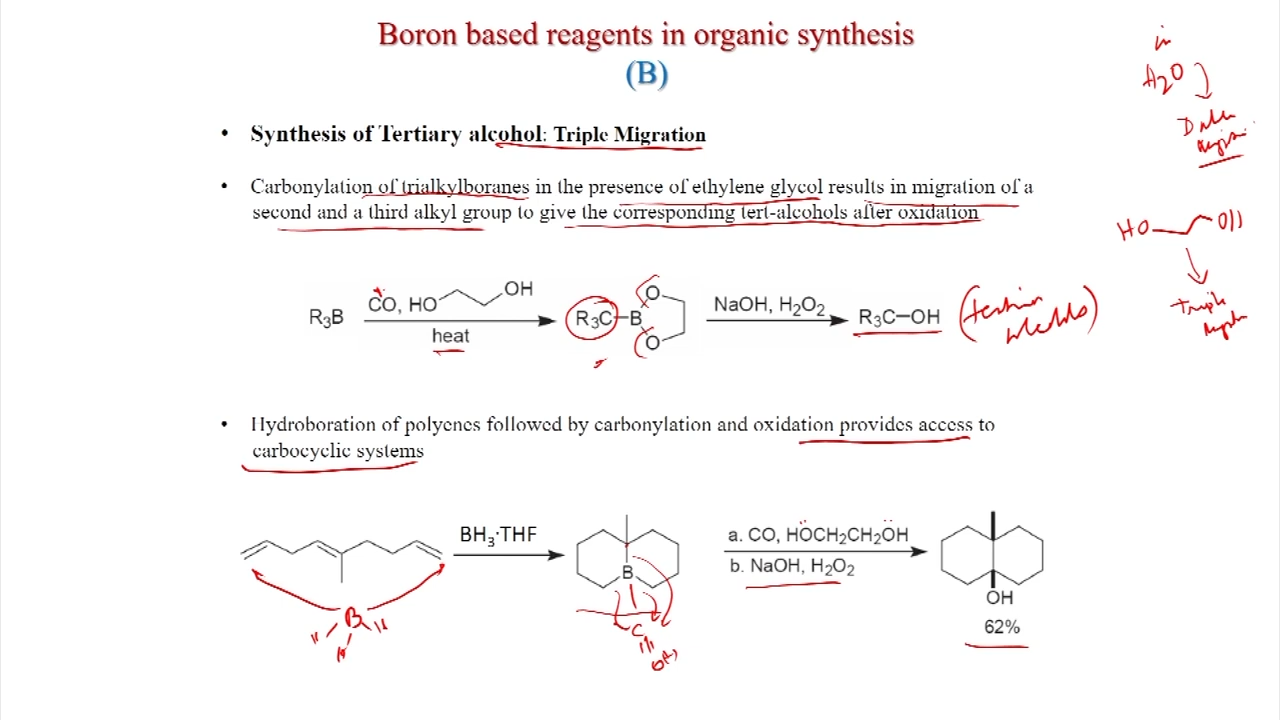 Boron based reagents in organic synthesis
(B)
• Synthesis of Tertiary alcohol: Triple Migration
• Carbonylation of trialkylboranes in the presence of ethylene glycol results in migration of a
second and a third alkyl group to give the corresponding tert-alcohols after oxidation
R₃B
CO, HO
OH
heat
R₃C–B
O
O
NaOH, H₂O₂
R₃C–OH
in
H₂O
HO
OH
Triple
• Hydroboration of polyenes followed by carbonylation and oxidation provides access to
carbocyclic systems
BH₃·THF
B
a. CO, HOCH₂CH₂OH
b. NaOH, H₂O₂
OH
62%
B
H
C